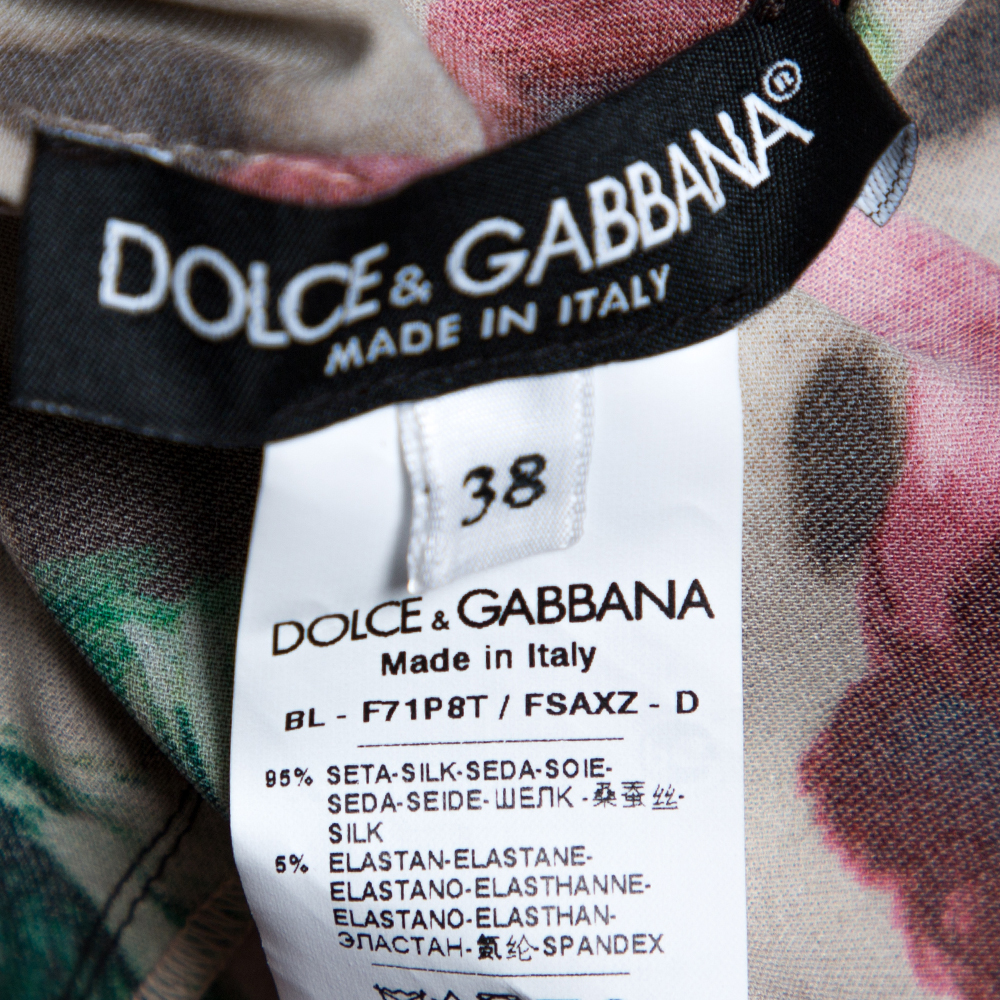 DOLCE & GABBANA®
MADE IN ITALY
38
DOLCE & GABBANA
Made in Italy
BL - F71P8T / FSAXZ - D
95% SETA-SILK-SEDA-SOIE-
SEDA-SEIDE-ШЕЛК -桑蚕丝-
SILK
5% ELASTAN-ELASTANE-
ELASTANO-ELASTHANNE-
ELASTANO-ELASTHAN-
ЭЛАСТАН-氨纶-SPANDEX